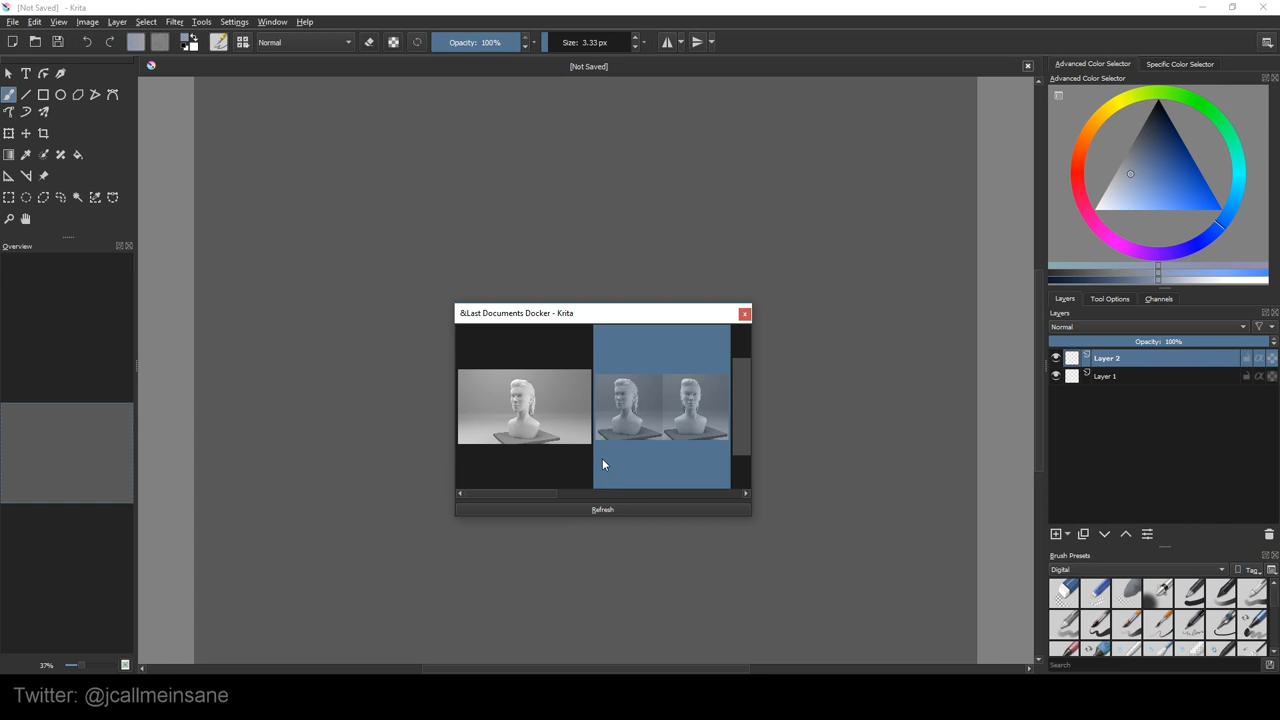 [Not Saved] - Krita
File Edit View Image Layer Select Filter Tools Settings Window Help
Normal
Opacity: 100%
Size: 3.33 px
[Not Saved]
Advanced Color Selector
Specific Color Selector
Advanced Color Selector
Overview
&Last Documents Docker - Krita
Refresh
Layers
Tool Options
Channels
Layers
Normal
Opacity: 100%
Layer 2
Layer 1
Brush Presets
Digital
Tag
Search
37%
Twitter: @jcallmeinsane